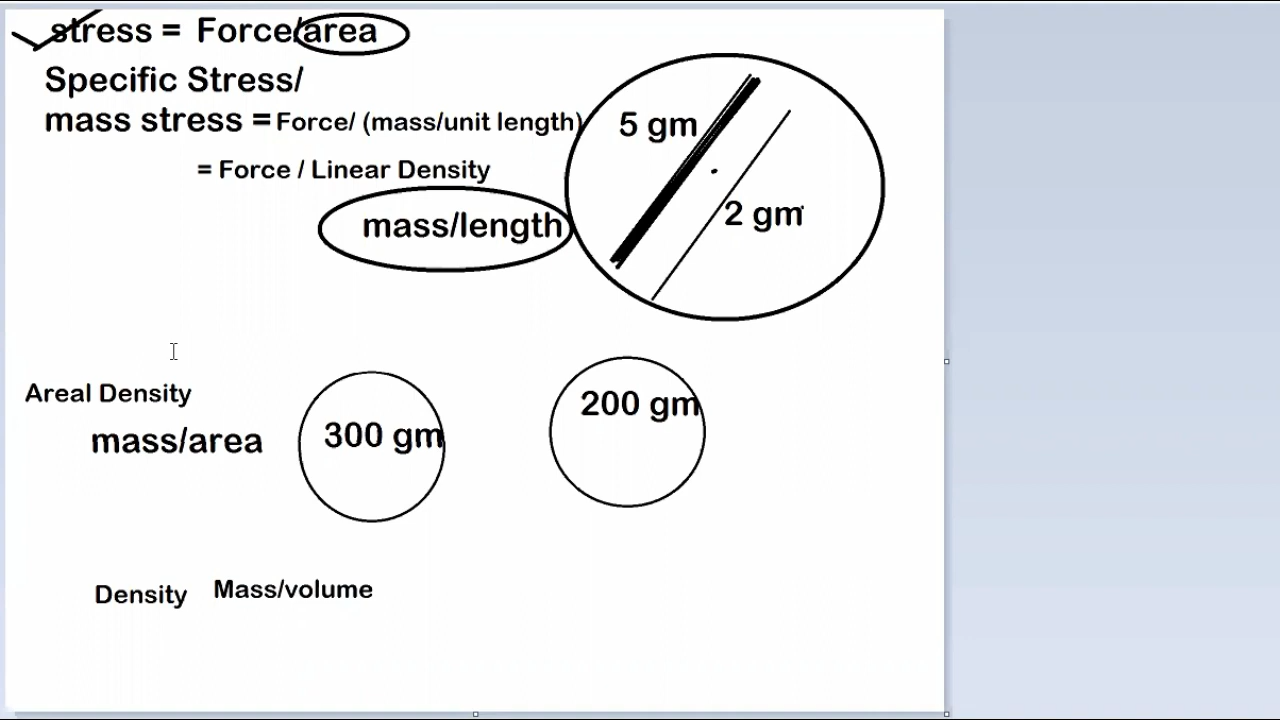 stress = Force/area
Specific Stress/
mass stress = Force/ (mass/unit length)
= Force / Linear Density
mass/length
5 gm
2 gm
Areal Density
mass/area
300 gm
200 gm
Density Mass/volume